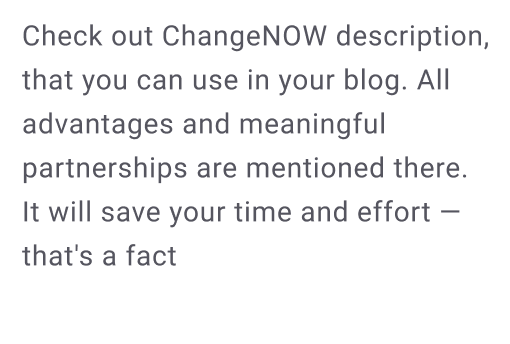 Check out ChangeNOW description,
that you can use in your blog. All
advantages and meaningful
partnerships are mentioned there.
It will save your time and effort —
that's a fact